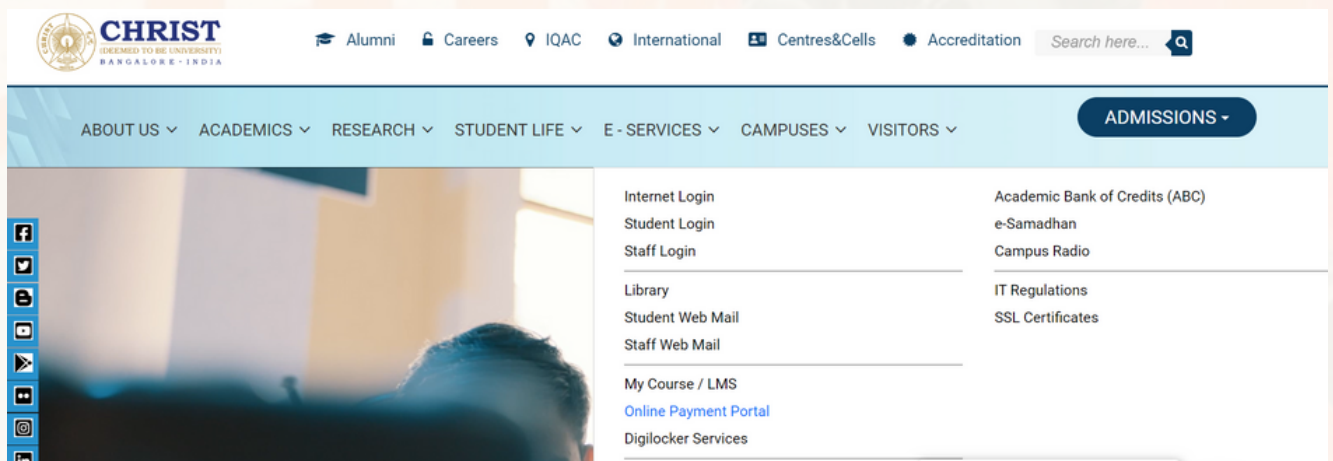 CHRIST
(DEEMED TO BE UNIVERSITY)
BANGALORE - INDIA
Alumni Careers IQAC International Centres&Cells Accreditation Search here...
ABOUT US ACADEMICS RESEARCH STUDENT LIFE E - SERVICES CAMPUSES VISITORS ADMISSIONS
Internet Login
Student Login
Staff Login
Library
Student Web Mail
Staff Web Mail
My Course / LMS
Online Payment Portal
Digilocker Services
Academic Bank of Credits (ABC)
e-Samadhan
Campus Radio
IT Regulations
SSL Certificates